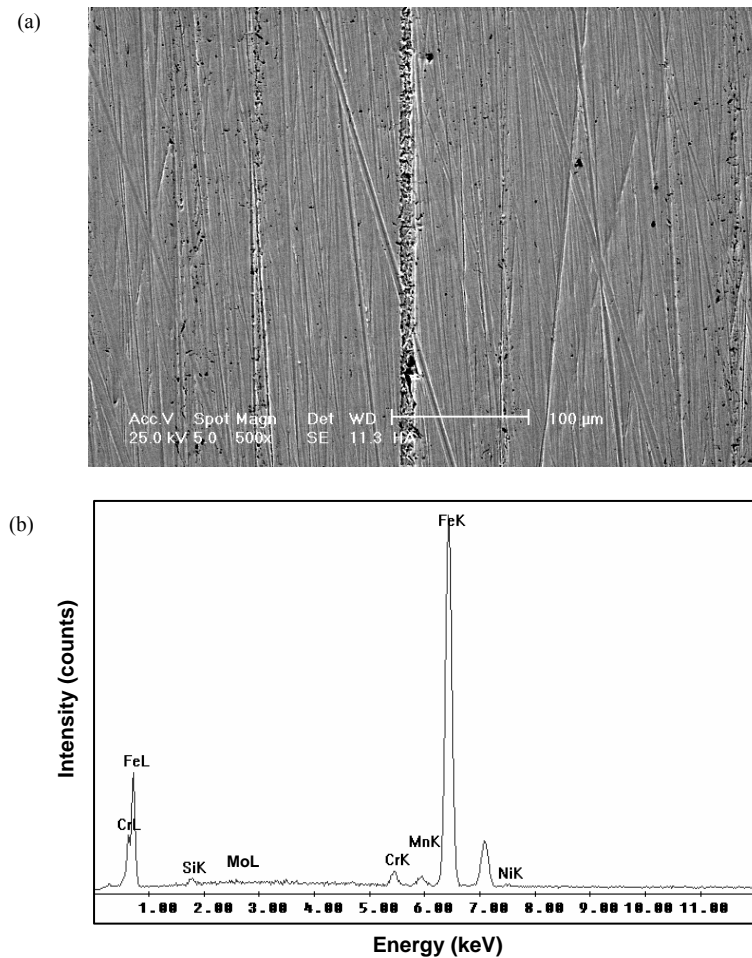 (a)
Acc.V Spot Magn Det WD 100 µm
25.0 kV 5.0 500x SE 11.3 HA
(b)
FeK
Intensity (counts)
FeL
CrL
MnK
CrK
MoL
SiK
NiK
1.00 2.00 3.00 4.00 5.00 6.00 7.00 8.00 9.00 10.00 11.00
Energy (keV)